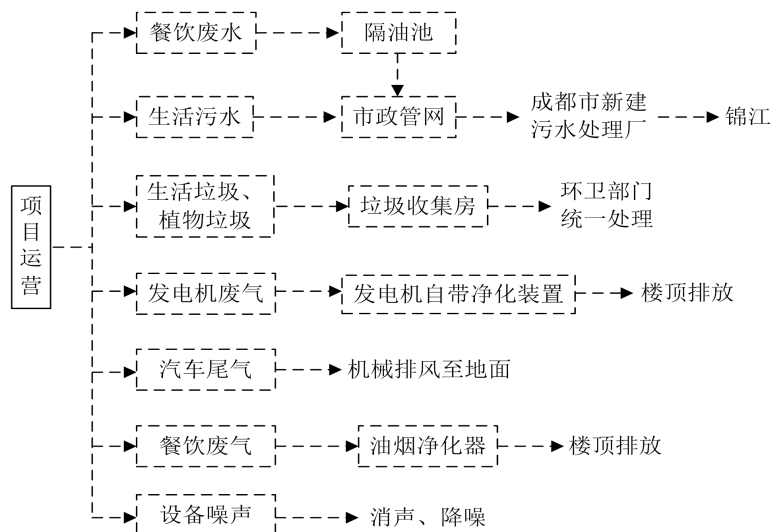 餐饮废水
隔油池
生活污水
市政管网
成都市新建
污水处理厂
锦江
项目运营
生活垃圾、
植物垃圾
垃圾收集房
环卫部门
统一处理
发电机废气
发电机自带净化装置
楼顶排放
汽车尾气
机械排风至地面
餐饮废气
油烟净化器
楼顶排放
设备噪声
消声、降噪